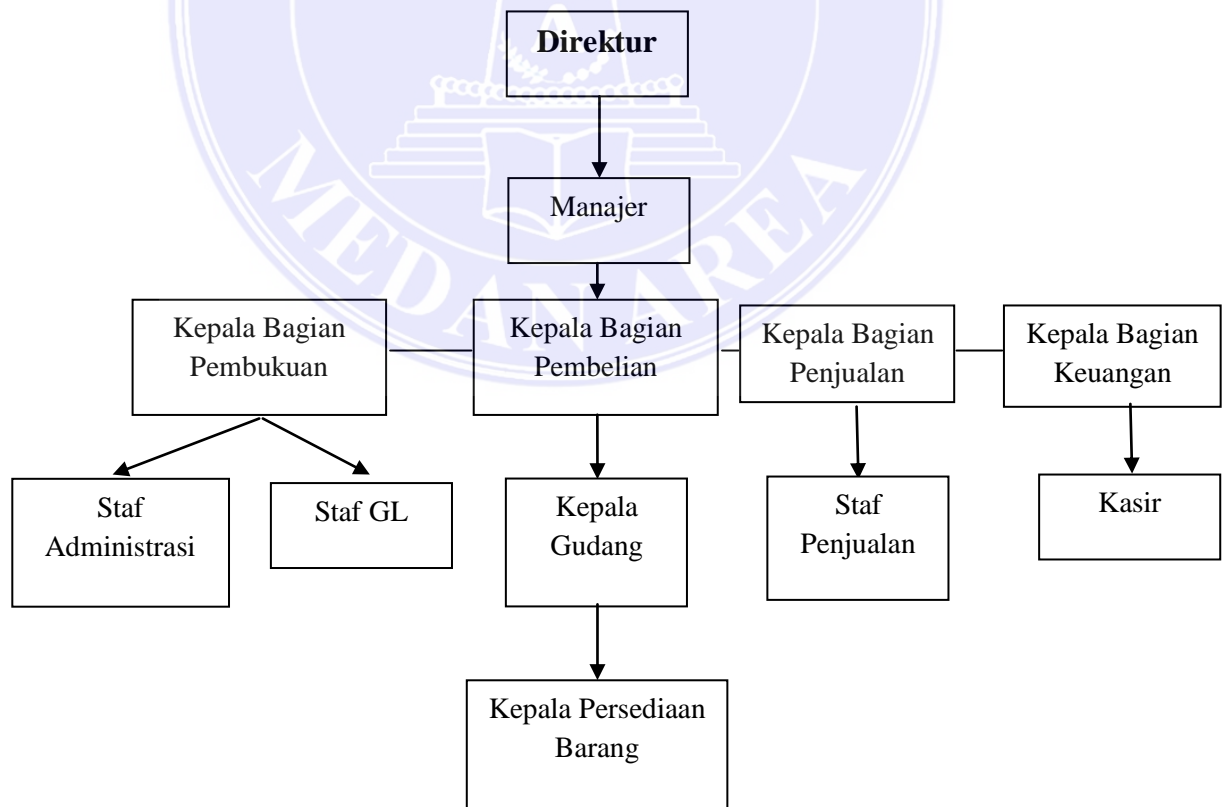 Direktur
Manajer
Kepala Bagian
Pembukuan
Kepala Bagian
Pembelian
Kepala Bagian
Penjualan
Kepala Bagian
Keuangan
Staf
Administrasi
Staf GL
Kepala
Gudang
Staf
Penjualan
Kasir
Kepala Persediaan
Barang
MEDAN AREA